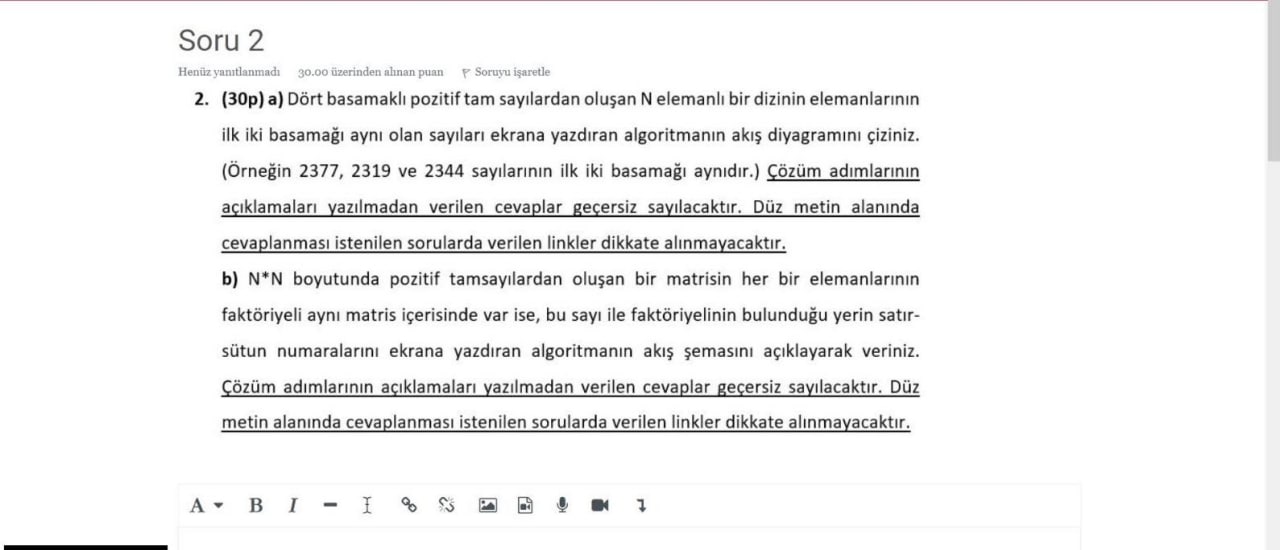 Soru 2
Henüz yanıtlanmadı 30.00 üzerinden alınan puan Soruyu işaretle
2. (30p) a) Dört basamaklı pozitif tam sayılardan oluşan N elemanlı bir dizinin elemanlarının
ilk iki basamağı aynı olan sayıları ekrana yazdıran algoritmanın akış diyagramını çiziniz.
(Örneğin 2377, 2319 ve 2344 sayılarının ilk iki basamağı aynıdır.) Çözüm adımlarının
açıklamaları yazılmadan verilen cevaplar geçersiz sayılacaktır. Düz metin alanında
cevaplanması istenilen sorularda verilen linkler dikkate alınmayacaktır.
b) N*N boyutunda pozitif tamsayılardan oluşan bir matrisin her bir elemanlarının
faktöriyeli aynı matris içerisinde var ise, bu sayı ile faktöriyelinin bulunduğu yerin satır-
sütun numaralarını ekrana yazdıran algoritmanın akış şemasını açıklayarak veriniz.
Çözüm adımlarının açıklamaları yazılmadan verilen cevaplar geçersiz sayılacaktır. Düz
metin alanında cevaplanması istenilen sorularda verilen linkler dikkate alınmayacaktır.
A B I